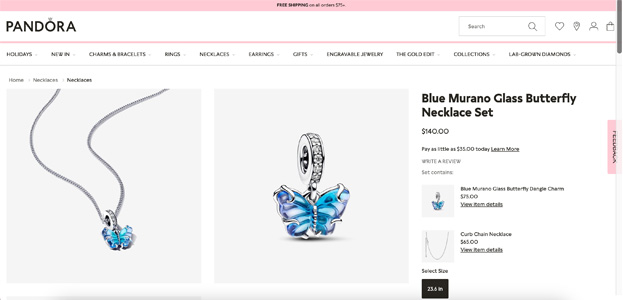 FREE SHIPPING on all orders $75+
PANDORA
Search
HOLIDAYS
NEW IN
CHARMS & BRACELETS
RINGS
NECKLACES
EARRINGS
GIFTS
ENGRAVABLE JEWELRY
THE GOLD EDIT
COLLECTIONS
LAB-GROWN DIAMONDS
Home
Necklaces
Necklaces
Blue Murano Glass Butterfly
Necklace Set
$140.00
Pay as little as $35.00 today Learn More
WRITE A REVIEW
Set contains:
Blue Murano Glass Butterfly Dangle Charm
$75.00
View item details
Curb Chain Necklace
$65.00
View item details
Select Size
23.6 in
FEEDBACK